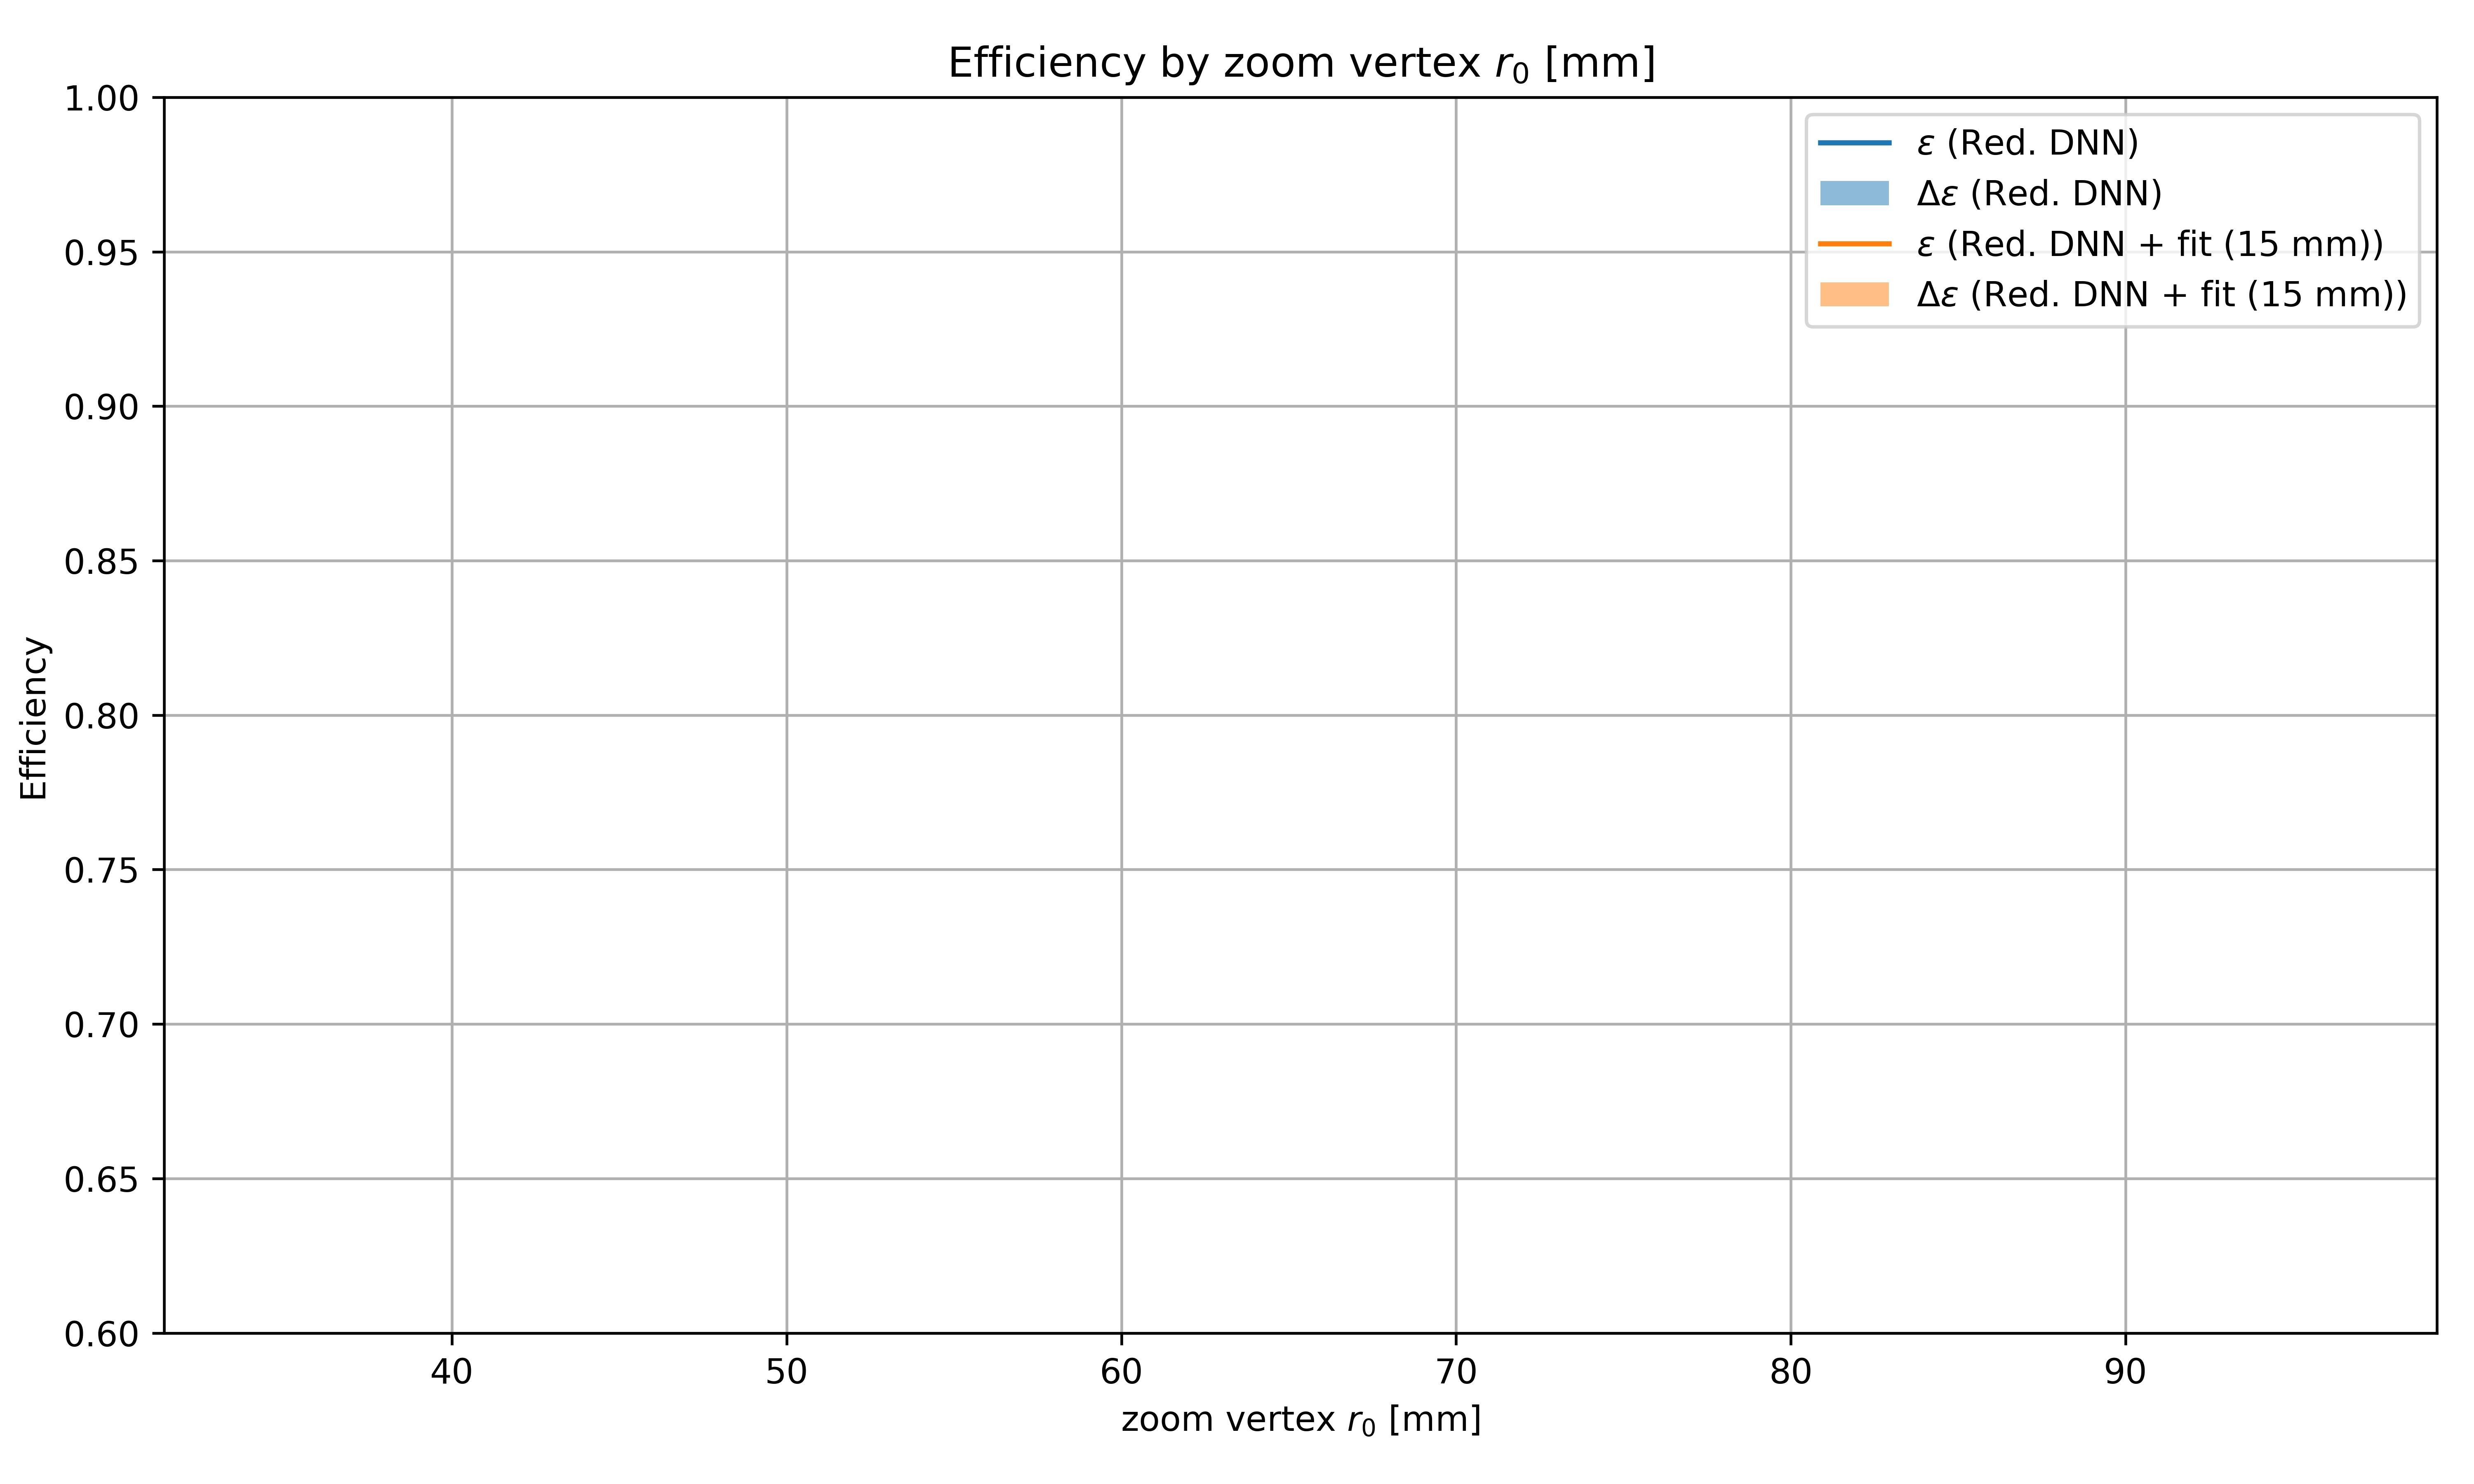 Efficiency by zoom vertex r₀ [mm]
1.00
0.95
0.90
0.85
0.80
0.75
0.70
0.65
0.60
Efficiency
ε (Red. DNN)
Δε (Red. DNN)
ε (Red. DNN + fit (15 mm))
Δε (Red. DNN + fit (15 mm))
40 50 60 70 80 90
zoom vertex r₀ [mm]